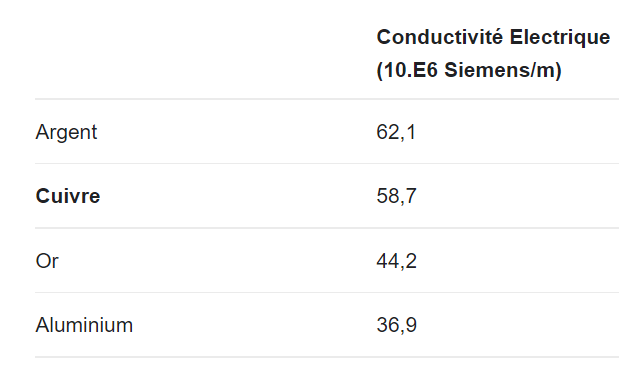 Conductivité Electrique
(10.E6 Siemens/m)
Argent 62,1
Cuivre 58,7
Or 44,2
Aluminium 36,9